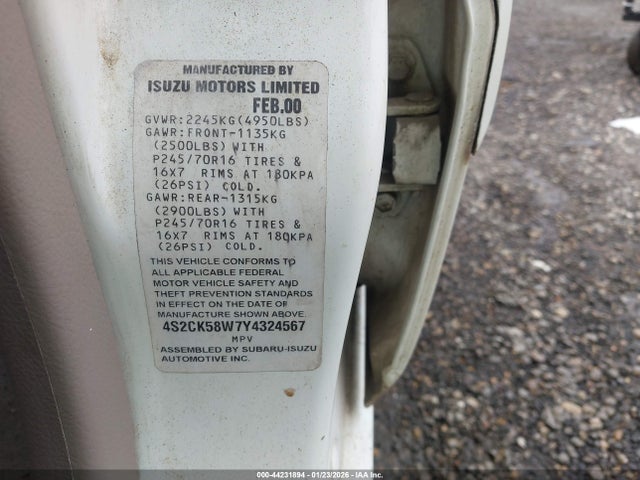 MANUFACTURED BY
ISUZU MOTORS LIMITED
FEB.00
GVWR:2245KG(4950LBS)
GAWR:FRONT-1135KG
(2500LBS) WITH
P245/70R16 TIRES &
16X7 RIMS AT 180KPA
(26PSI) COLD.
GAWR:REAR-1315KG
(2900LBS) WITH
P245/70R16 TIRES &
16X7 RIMS AT 180KPA
(26PSI) COLD.
THIS VEHICLE CONFORMS TO
ALL APPLICABLE FEDERAL
MOTOR VEHICLE SAFETY AND
THEFT PREVENTION STANDARDS
IN EFFECT ON THE DATE OF
MANUFACTURE SHOWN ABOVE.
4S2CK58W7Y4324567
MPV
ASSEMBLED BY SUBARU-ISUZU
AUTOMOTIVE INC.
000-44231894 | 01/23/2026 - IAAI.COM